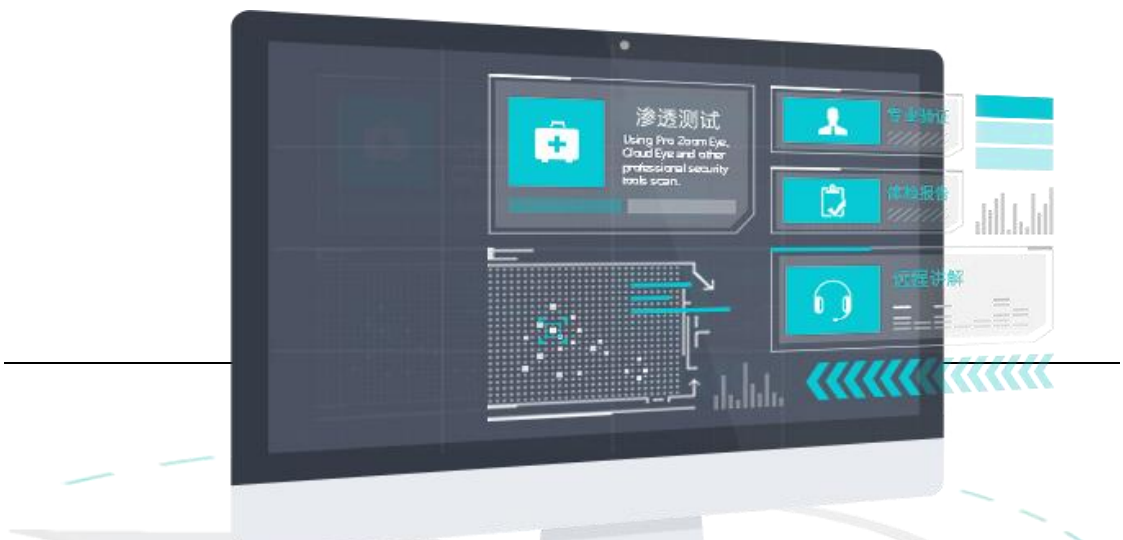 渗透测试
Using Pro Zoom Eye,
Cloud Eye and other
professional security
tools scan.
专业验证
体检报告
远程讲解